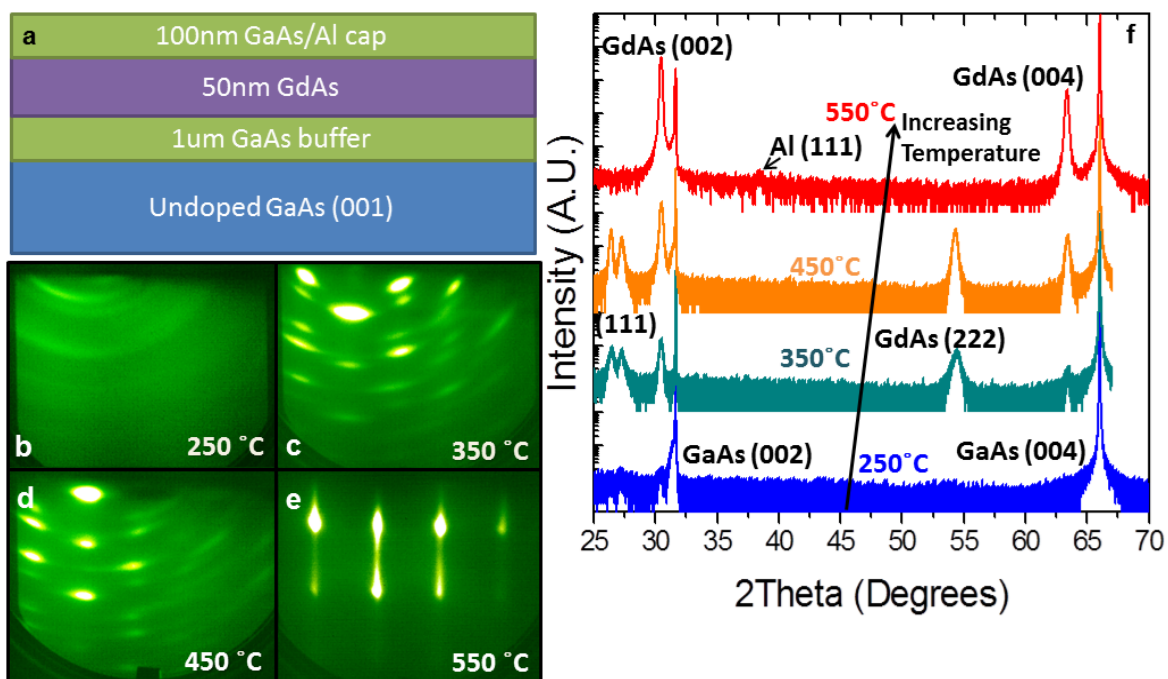 a
100nm GaAs/Al cap
50nm GdAs
1um GaAs buffer
Undoped GaAs (001)
b
250 ˚C
c
350 ˚C
d
450 ˚C
e
550 ˚C
f
GdAs (002)
GdAs (004)
550˚C
Increasing
Temperature
Al (111)
450˚C
(111)
GdAs (222)
350˚C
GaAs (002)
250˚C
GaAs (004)
Intensity (A.U.)
25 30 35 40 45 50 55 60 65 70
2Theta (Degrees)